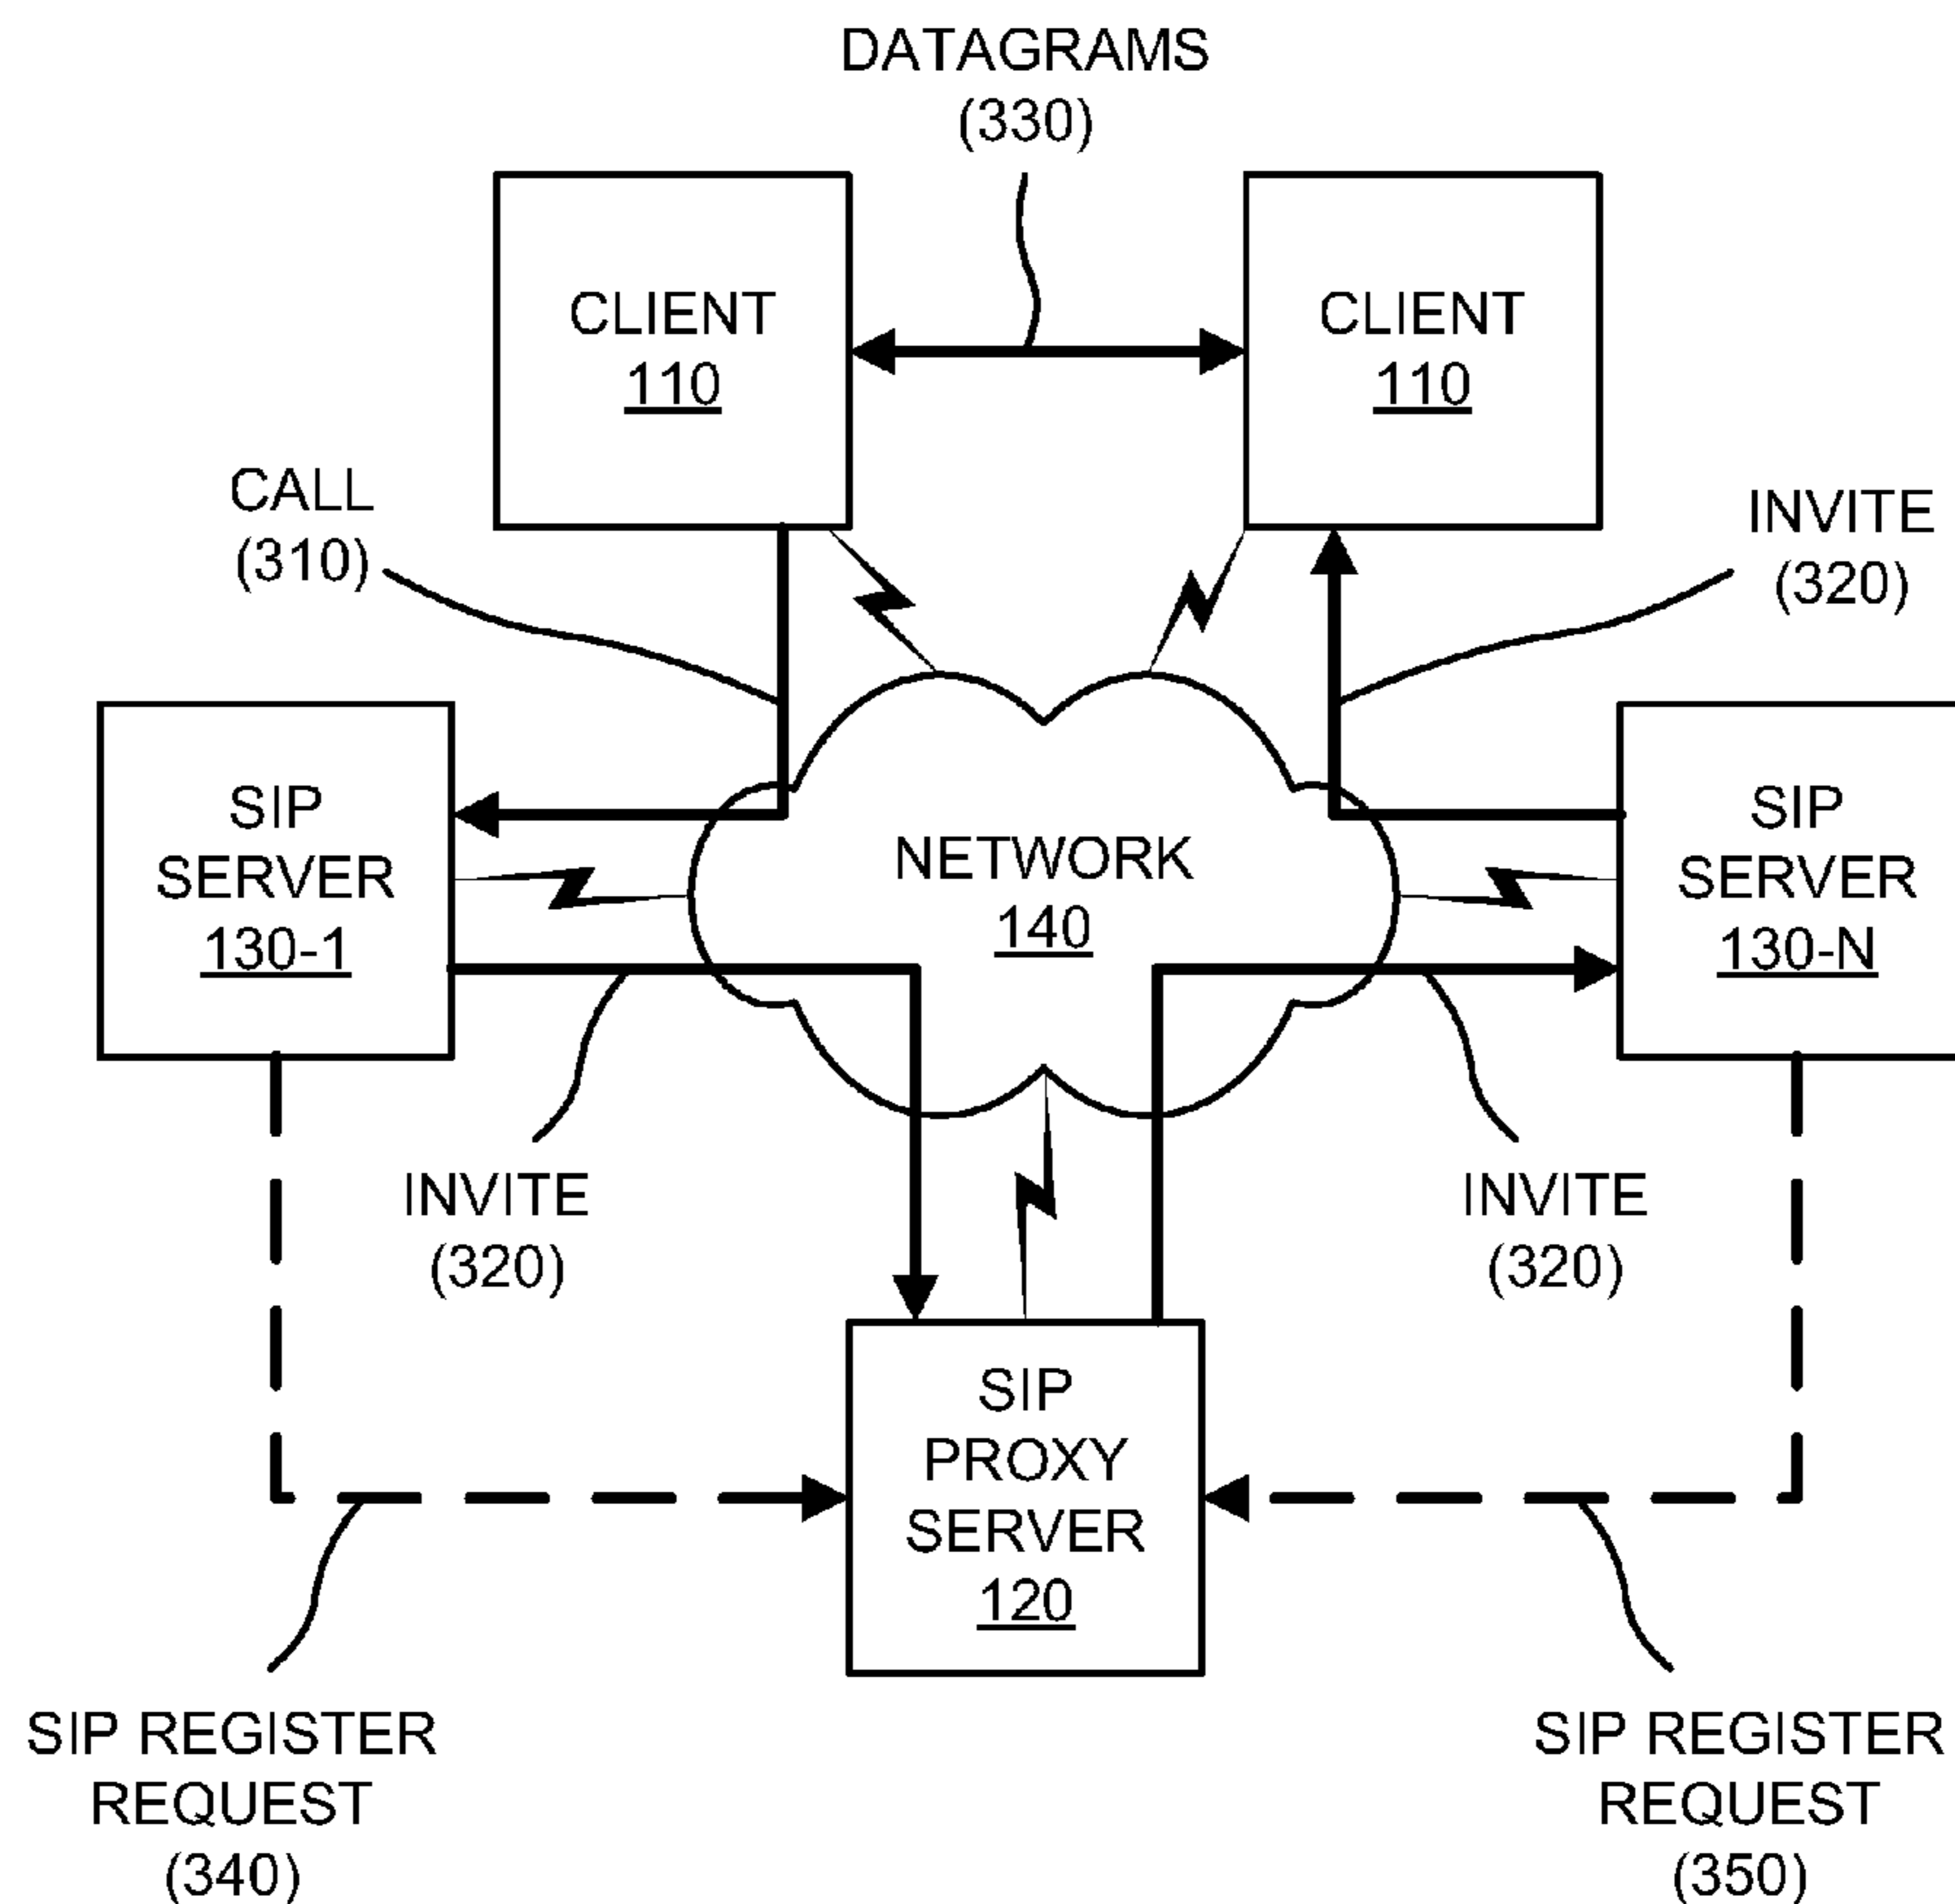 DATAGRAMS
(330)
CLIENT
110
CLIENT
110
CALL
(310)
INVITE
(320)
SIP
SERVER
130-1
NETWORK
140
SIP
SERVER
130-N
INVITE
(320)
INVITE
(320)
SIP
PROXY
SERVER
120
SIP REGISTER
REQUEST
(340)
SIP REGISTER
REQUEST
(350)